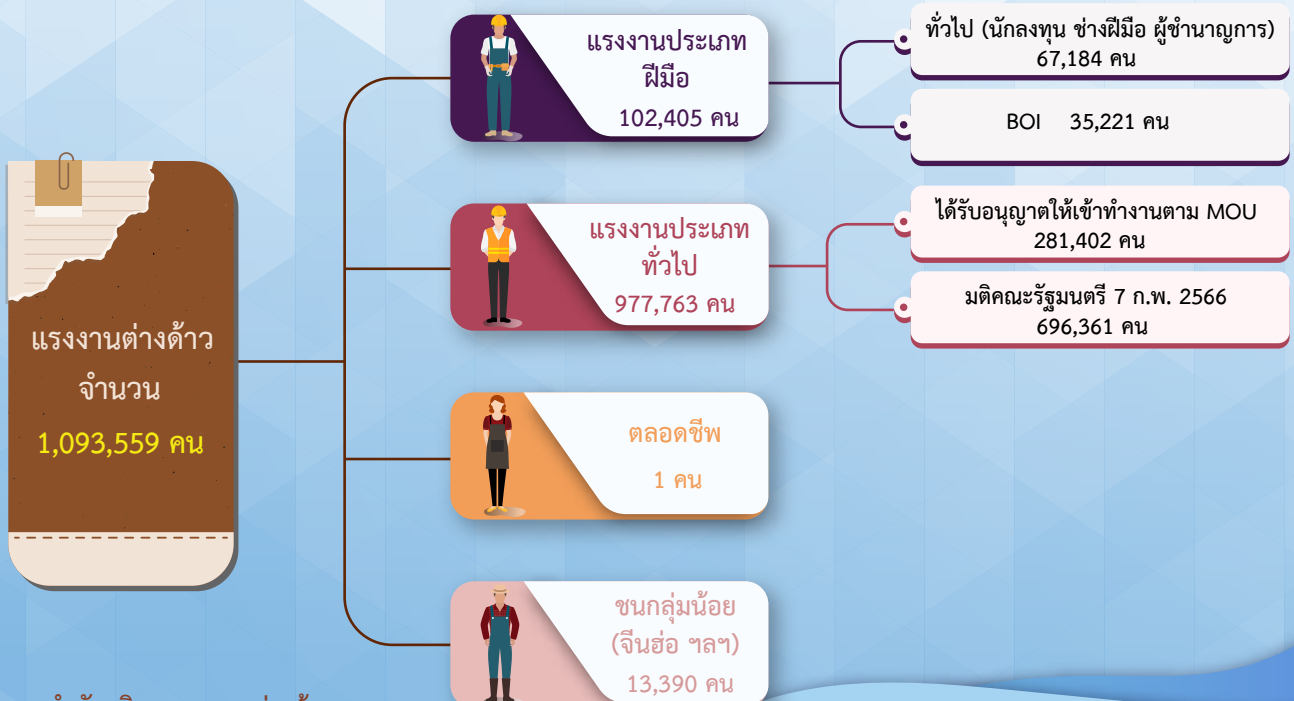 แรงงานต่างด้าว
จำนวน
1,093,559 คน
แรงงานประเภท
ฝีมือ
102,405 คน
ทั่วไป (นักลงทุน ช่างฝีมือ ผู้ชำนาญการ)
67,184 คน
BOI 35,221 คน
แรงงานประเภท
ทั่วไป
977,763 คน
ได้รับอนุญาตให้เข้าทำงานตาม MOU
281,402 คน
มติคณะรัฐมนตรี 7 ก.พ. 2566
696,361 คน
ตลอดชีพ
1 คน
ชนกลุ่มน้อย
(จีนฮ่อ ฯลฯ)
13,390 คน